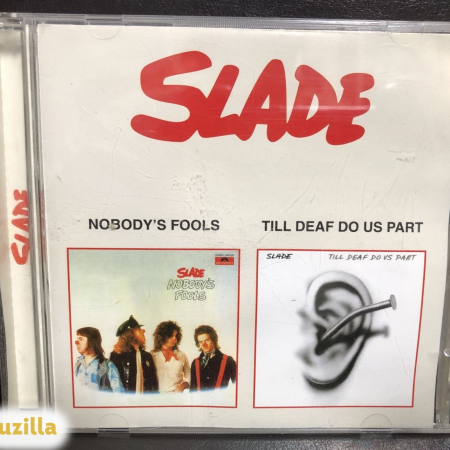 SLADE
NOBODY'S FOOLS
TILL DEAF DO US PART
SLADE
NOBODY'S
FOOLS
SLADE
TILL DEAF DO US PART
SLADE
uzilla